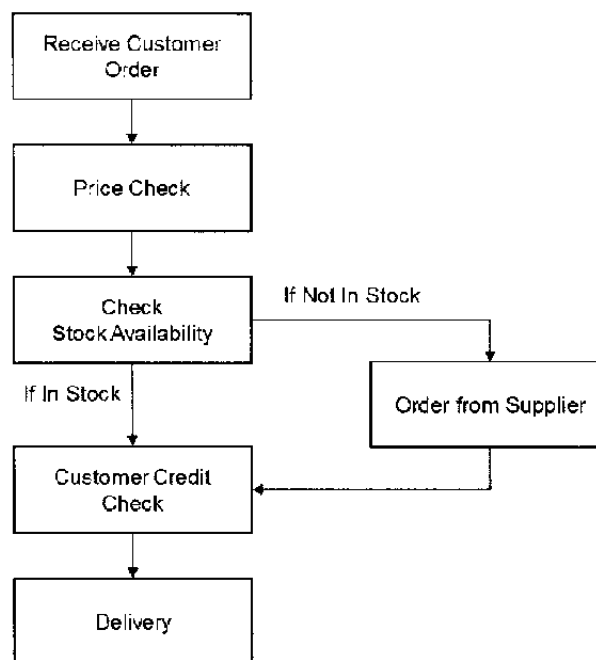 Receive Customer
Order
Price Check
Check
Stock Availability
If Not In Stock
If In Stock
Order from Supplier
Customer Credit
Check
Delivery